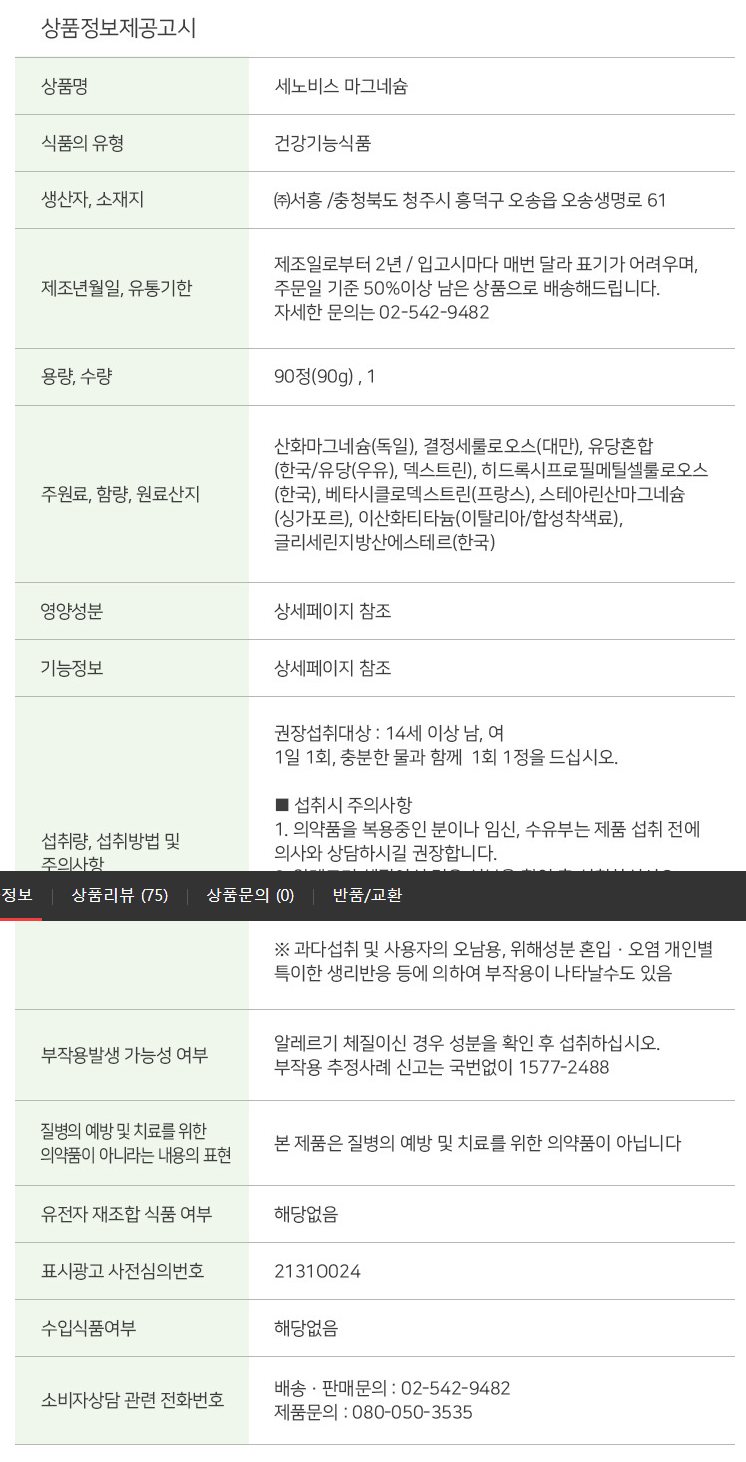 상품정보제공고시
상품명
세노비스 마그네슘
식품의 유형
건강기능식품
생산자, 소재지
㈜서흥 /충청북도 청주시 흥덕구 오송읍 오송생명로 61
제조년월일, 유통기한
제조일로부터 2년 / 입고시마다 매번 달라 표기가 어려우며,
주문일 기준 50%이상 남은 상품으로 배송해드립니다.
자세한 문의는 02-542-9482
용량, 수량
90정(90g) , 1
주원료, 함량, 원료산지
산화마그네슘(독일), 결정세룰로오스(대만), 유당혼합
(한국/유당(우유), 덱스트린), 히드록시프로필메틸셀룰로오스
(한국), 베타시클로덱스트린(프랑스), 스테아린산마그네슘
(싱가포르), 이산화티타늄(이탈리아/합성착색료),
글리세린지방산에스테르(한국)
영양성분
상세페이지 참조
기능정보
상세페이지 참조
섭취량, 섭취방법 및
주의사항
권장섭취대상 : 14세 이상 남, 여
1일 1회, 충분한 물과 함께 1회 1정을 드십시오.
■ 섭취시 주의사항
1. 의약품을 복용중인 분이나 임신, 수유부는 제품 섭취 전에
의사와 상담하시길 권장합니다.
정보
상품리뷰 (75)
상품문의 (0)
반품/교환
※ 과다섭취 및 사용자의 오남용, 위해성분 혼입 · 오염 개인별
특이한 생리반응 등에 의하여 부작용이 나타날수도 있음
부작용발생 가능성 여부
알레르기 체질이신 경우 성분을 확인 후 섭취하십시오.
부작용 추정사례 신고는 국번없이 1577-2488
질병의 예방 및 치료를 위한
의약품이 아니라는 내용의 표현
본 제품은 질병의 예방 및 치료를 위한 의약품이 아닙니다
유전자 재조합 식품 여부
해당없음
표시광고 사전심의번호
21310024
수입식품여부
해당없음
소비자상담 관련 전화번호
배송 · 판매문의 : 02-542-9482
제품문의 : 080-050-3535